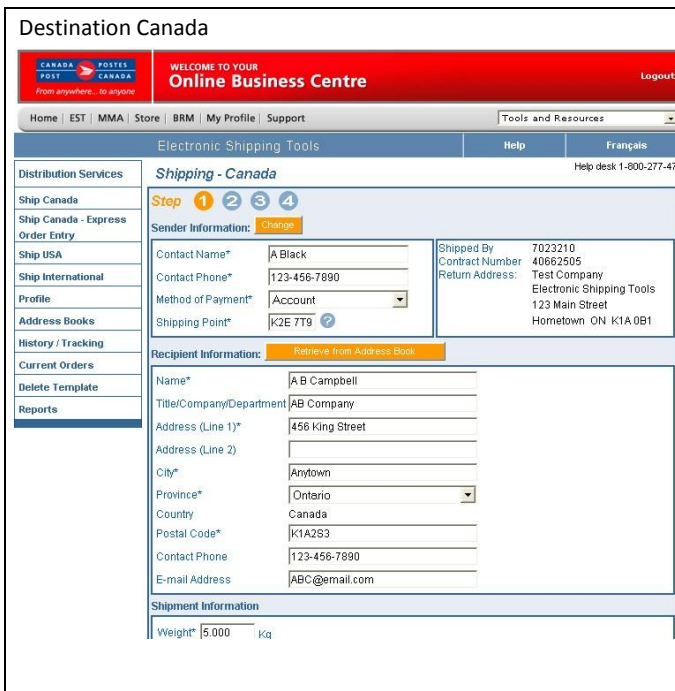 Destination Canada
CANADA POSTES
POST CANADA
From anywhere... to anyone
WELCOME TO YOUR
Online Business Centre
Logout
Home | EST | MMA | Store | BRM | My Profile | Support
Tools and Resources
Electronic Shipping Tools
Help
Français
Distribution Services
Ship Canada
Ship Canada - Express
Order Entry
Ship USA
Ship International
Profile
Address Books
History / Tracking
Current Orders
Delete Template
Reports
Shipping - Canada
Help desk 1-800-277-47
Step 1 2 3 4
Sender Information: Change
Contact Name* A Black
Contact Phone* 123-456-7890
Method of Payment* Account
Shipping Point* K2E 7T9 ?
Shipped By 7023210
Contract Number 40662505
Return Address: Test Company
Electronic Shipping Tools
123 Main Street
Hometown ON K1A 0B1
Recipient Information: Retrieve from Address Book
Name* A B Campbell
Title/Company/Department AB Company
Address (Line 1)* 456 King Street
Address (Line 2)
City* Anytown
Province* Ontario
Country Canada
Postal Code* K1A2S3
Contact Phone 123-456-7890
E-mail Address ABC@email.com
Shipment Information
Weight* 5.000 Kg